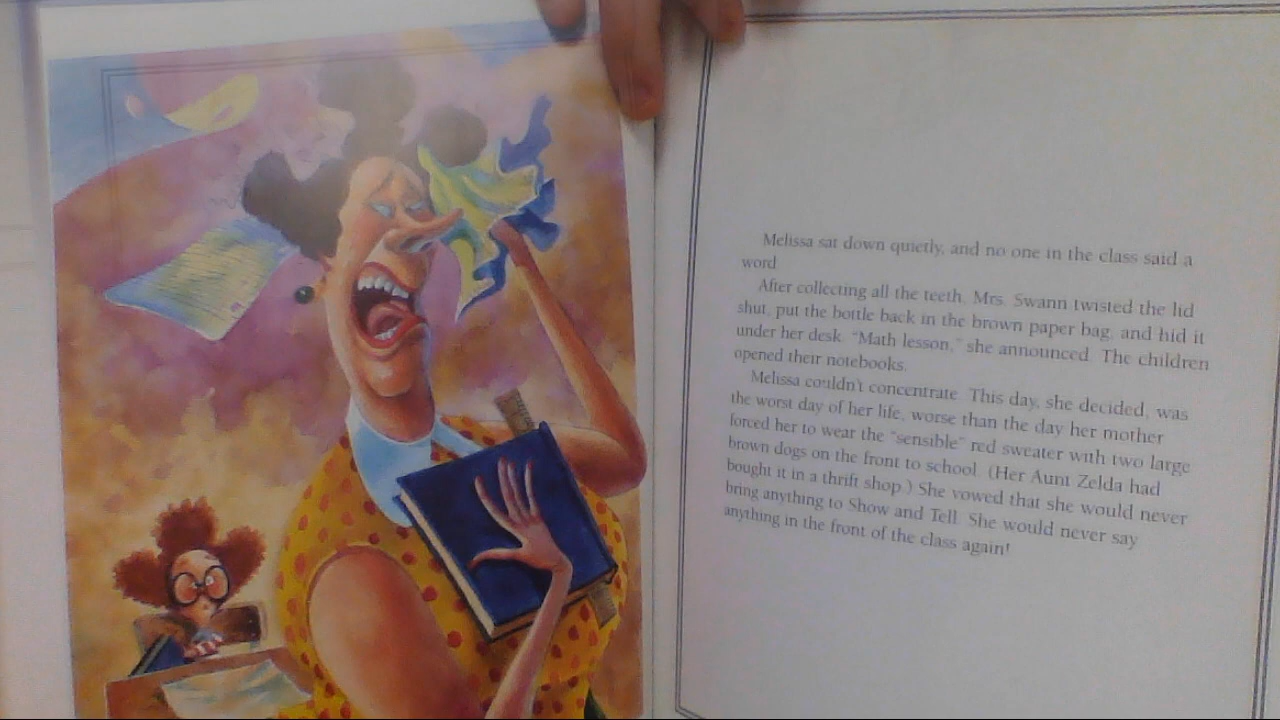 Melissa sat down quietly, and no one in the class said a
word.
After collecting all the teeth, Mrs. Swann twisted the lid
shut, put the bottle back in the brown paper bag, and hid it
under her desk. "Math lesson," she announced. The children
opened their notebooks.
Melissa couldn't concentrate. This day, she decided, was
the worst day of her life, worse than the day her mother
forced her to wear the "sensible" red sweater with two large
brown dogs on the front to school. (Her Aunt Zelda had
bought it in a thrift shop.) She vowed that she would never
bring anything to Show and Tell. She would never say
anything in the front of the class again!